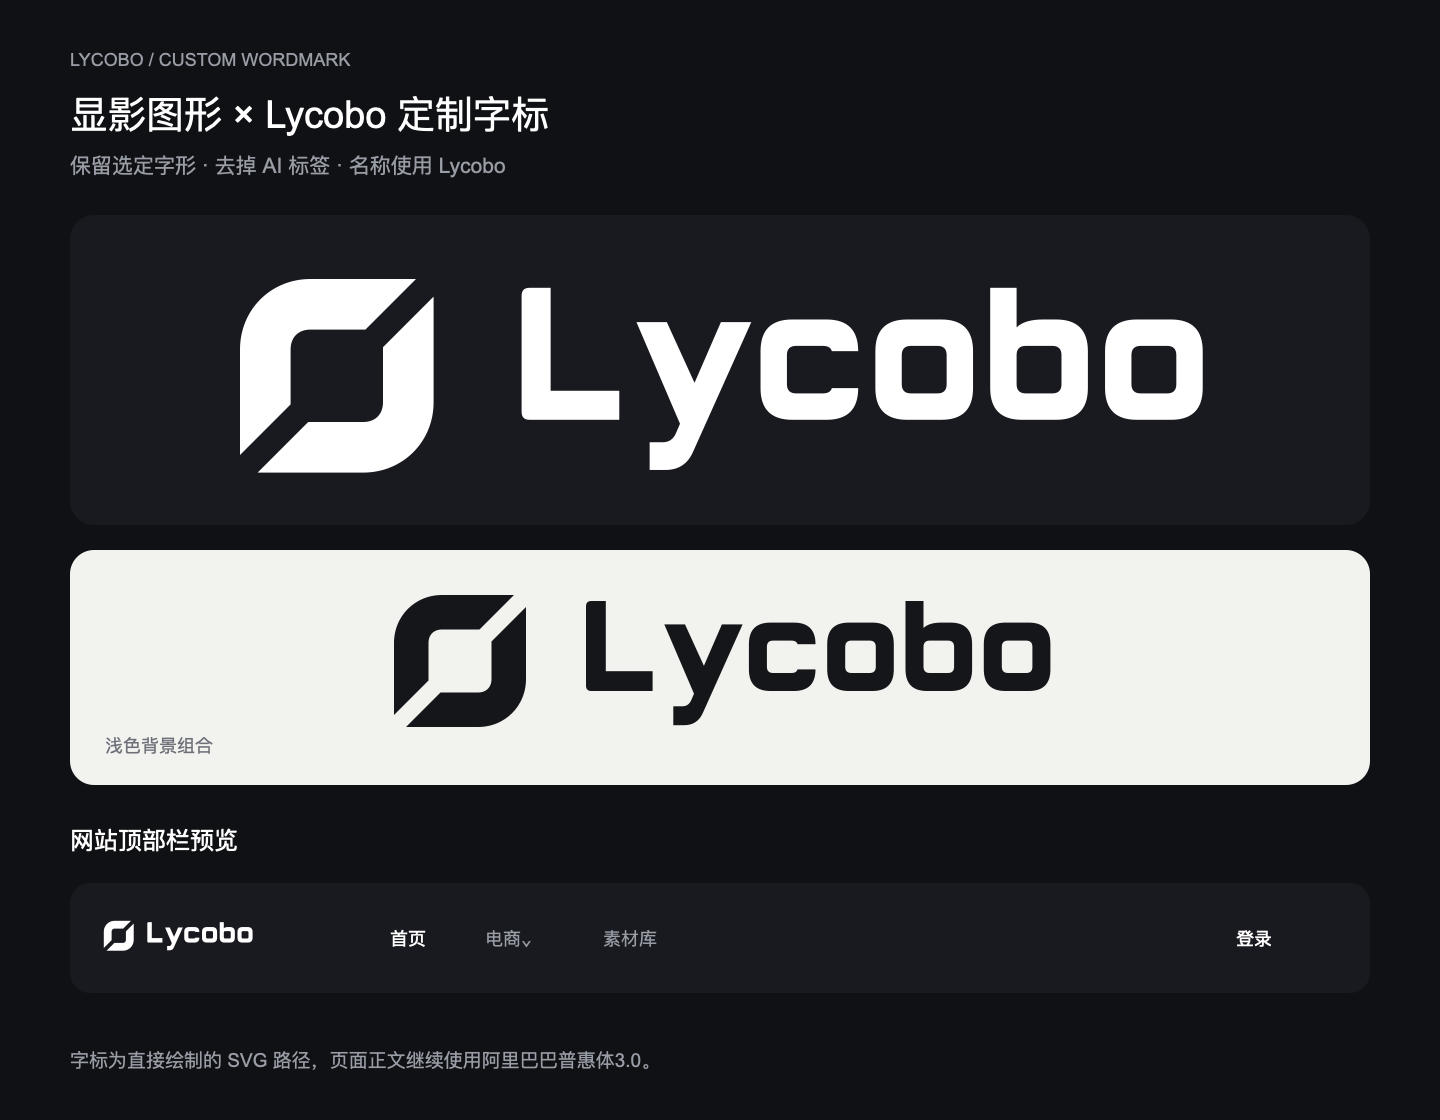 LYCOBO / CUSTOM WORDMARK
显影图形 × Lycobo 定制字标
保留选定字形 · 去掉 AI 标签 · 名称使用 Lycobo
Lycobo
Lycobo
浅色背景组合
网站顶部栏预览
Lycobo 首页 电商 素材库 登录
字标为直接绘制的 SVG 路径，页面正文继续使用阿里巴巴普惠体3.0。